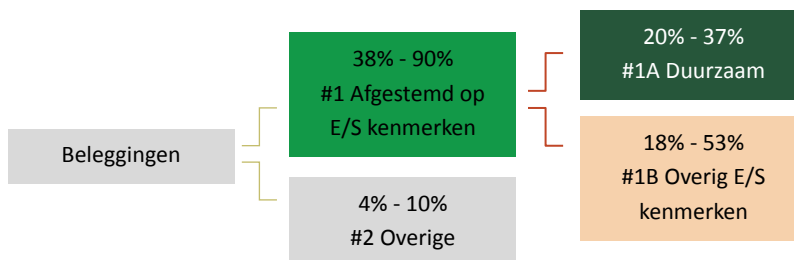 Beleggingen
38% - 90%
#1 Afgestemd op
E/S kenmerken
4% - 10%
#2 Overige
20% - 37%
#1A Duurzaam
18% - 53%
#1B Overig E/S
kenmerken